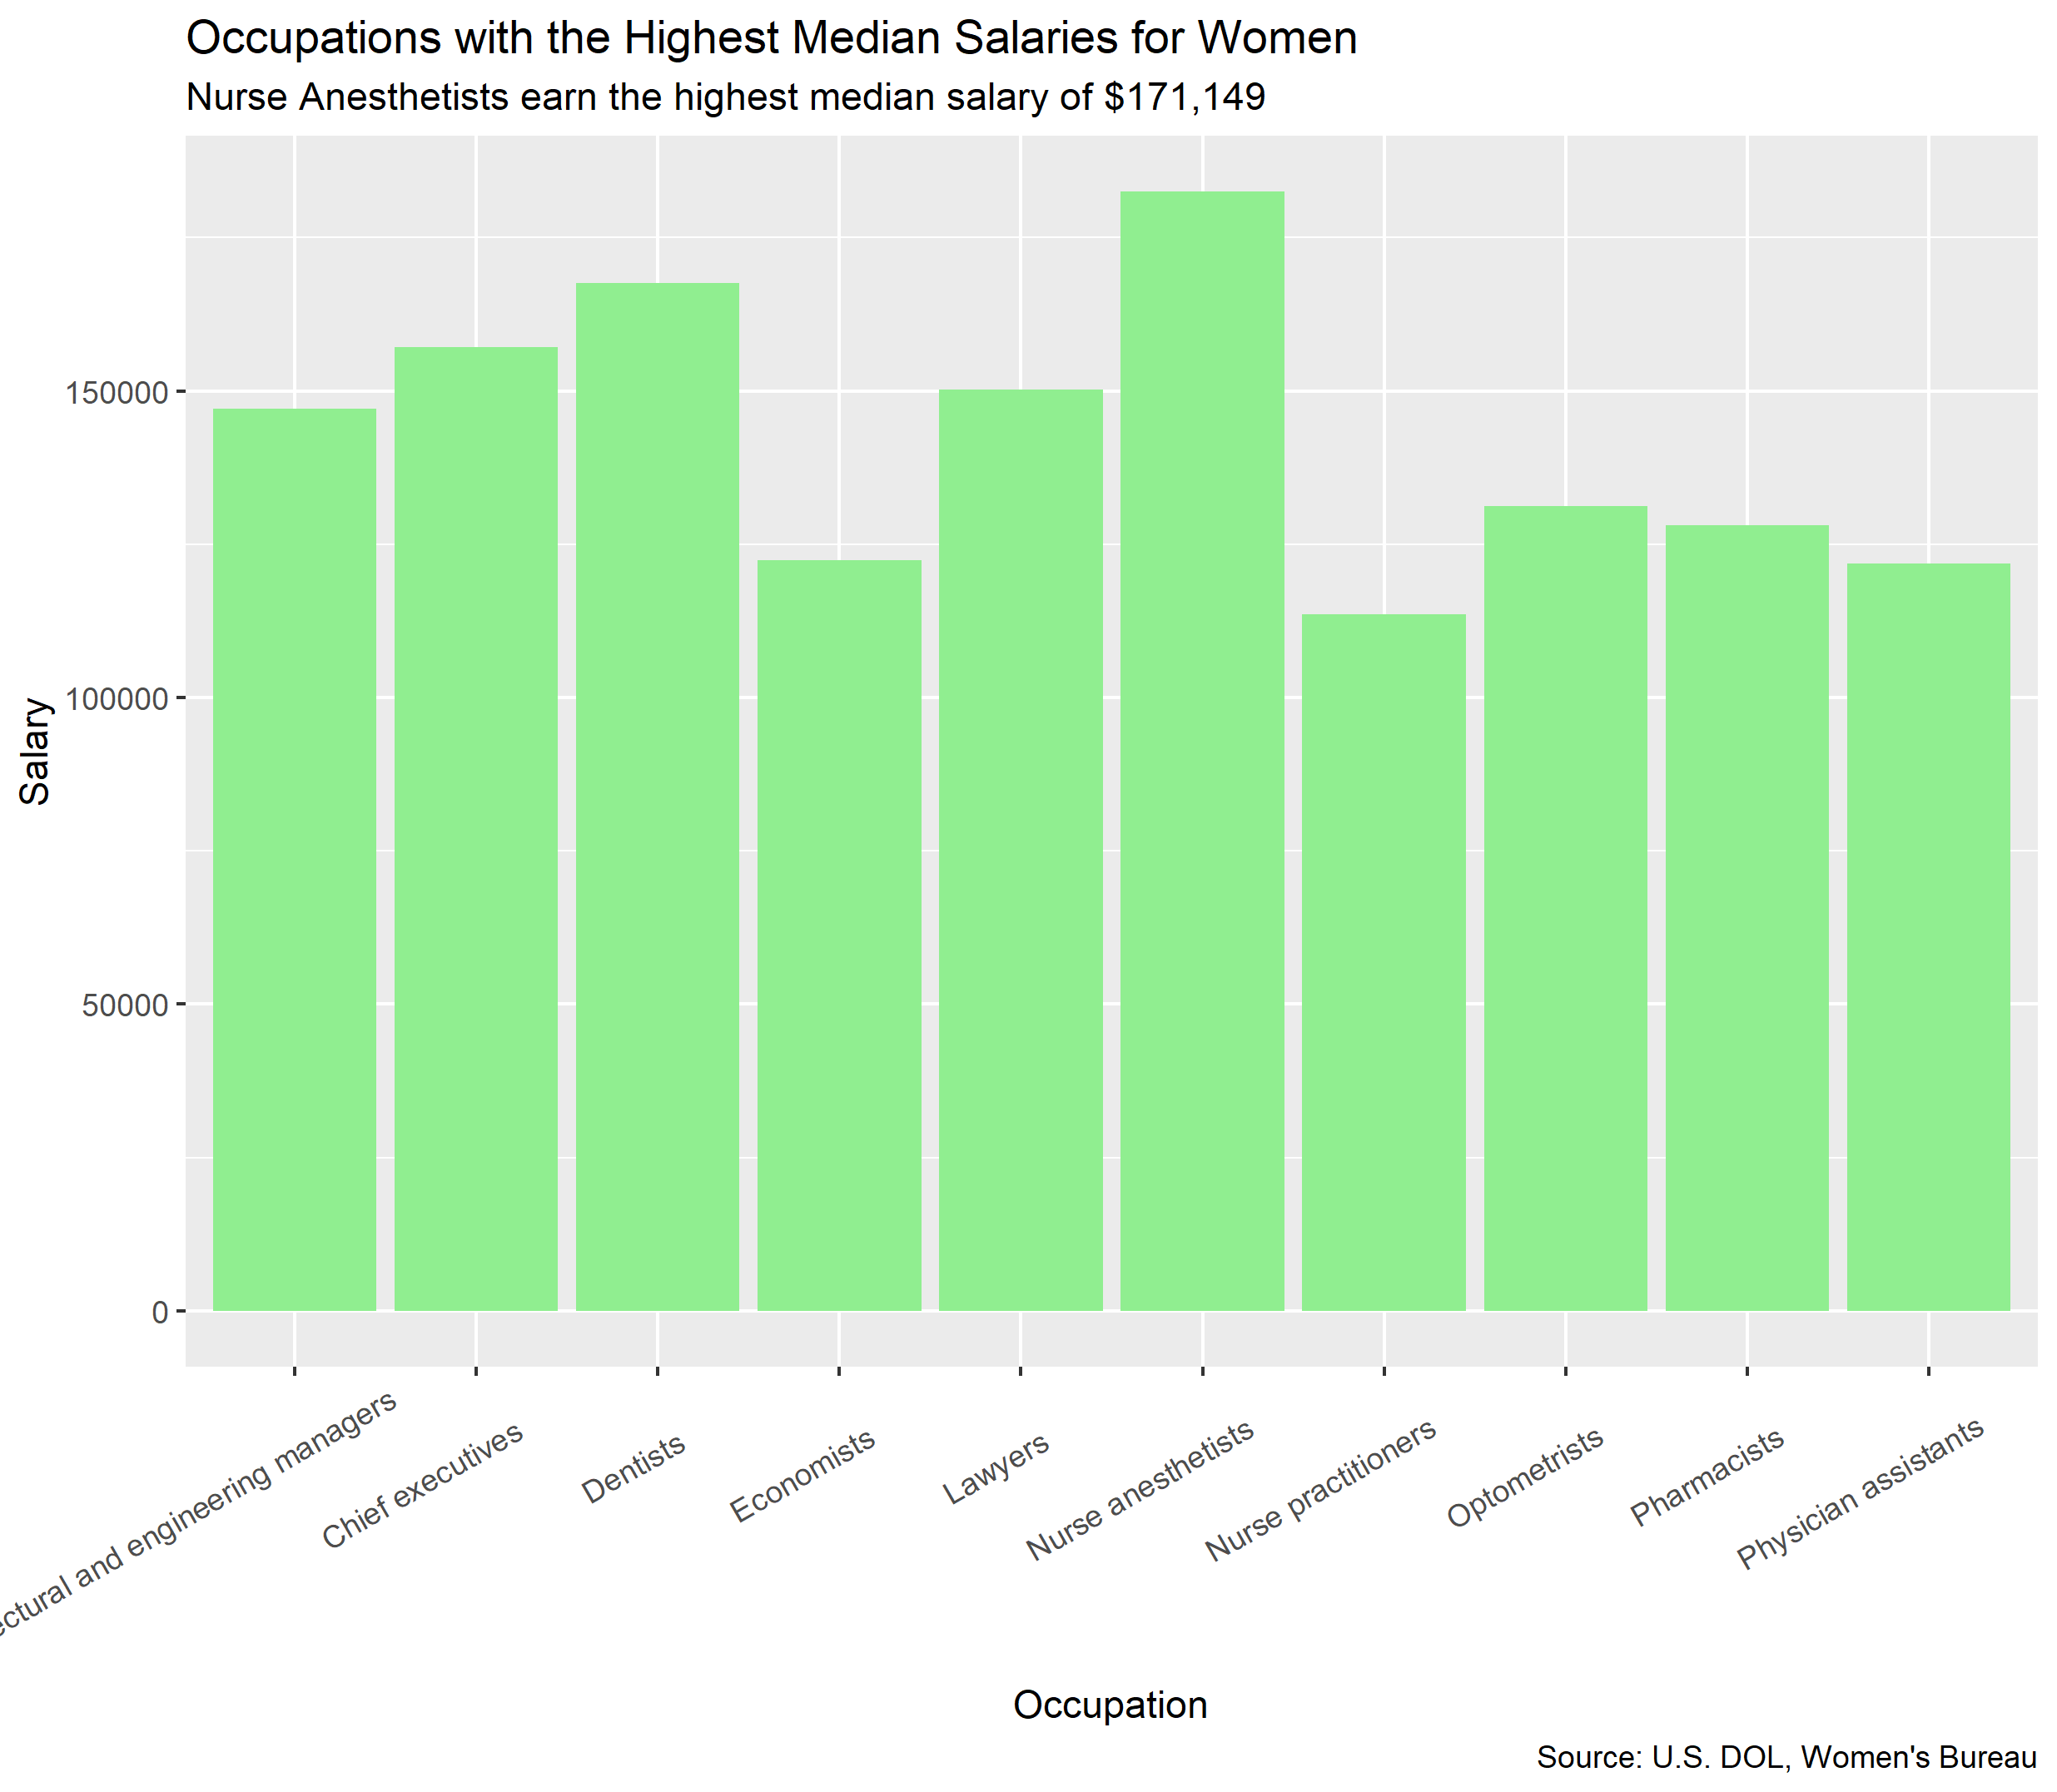 Occupations with the Highest Median Salaries for Women
Nurse Anesthetists earn the highest median salary of $171,149
Salary
150000
100000
50000
0
and engineering managers
Chief executives
Dentists
Economists
Lawyers
Nurse anesthetists
Nurse practitioners
Optometrists
Pharmacists
Physician assistants
Occupation
Source: U.S. DOL, Women's Bureau